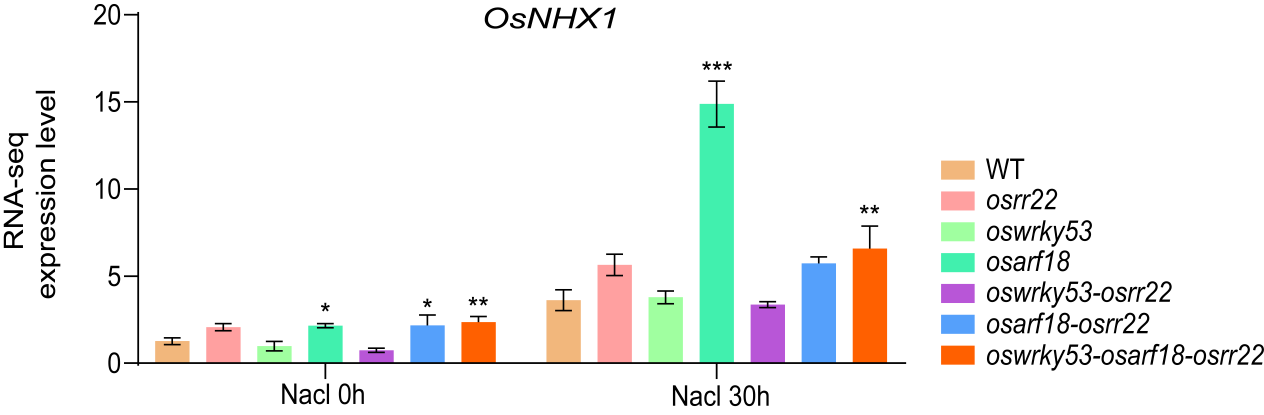 OsNHX1
RNA-seq
expression level
20
15
10
5
0
*
*
**
***
**
Nacl 0h
Nacl 30h
WT
osrr22
oswrky53
osarf18
oswrky53-osrr22
osarf18-osrr22
oswrky53-osarf18-osrr22